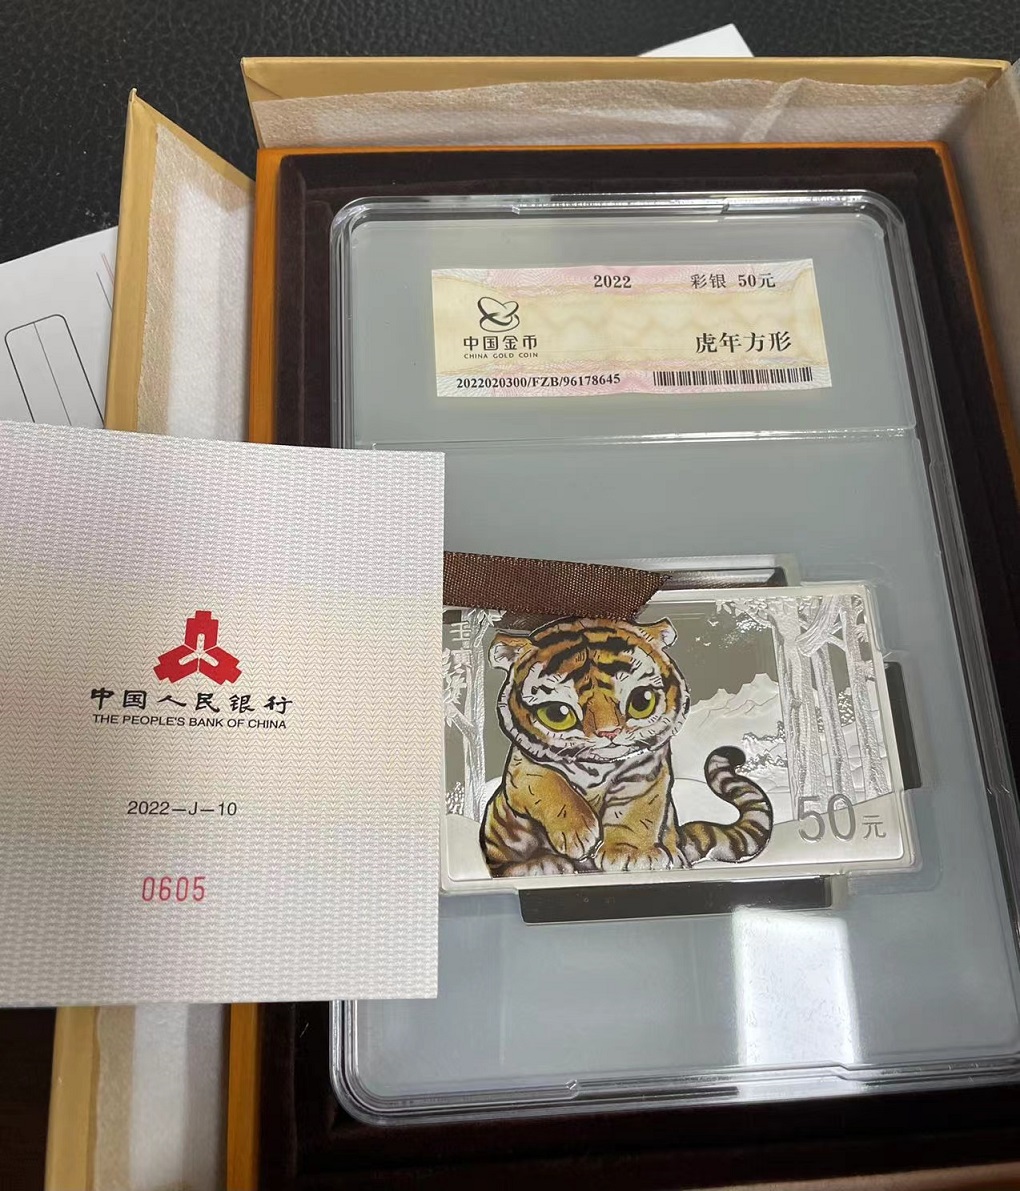 2022 彩银 50元
中国金币
CHINA GOLD COIN
虎年方形
2022020300/FZB/96178645
中国人民银行
THE PEOPLE'S BANK OF CHINA
2022—J—10
0605
50元